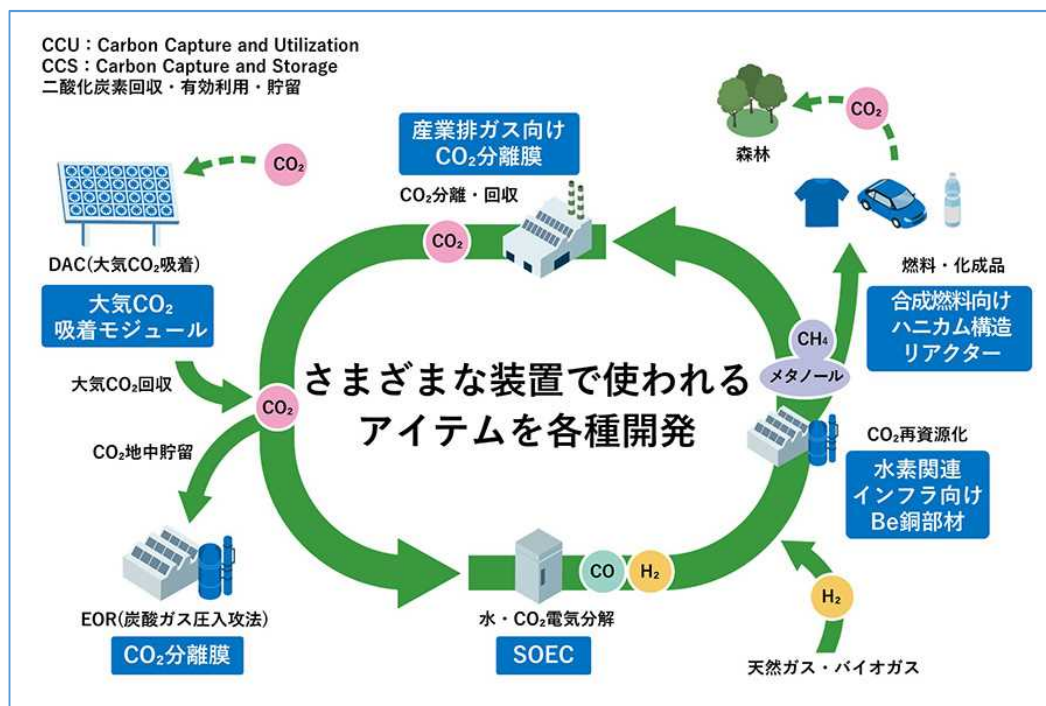 CCU：Carbon Capture and Utilization
CCS：Carbon Capture and Storage
二酸化炭素回収・有効利用・貯留
産業排ガス向け
CO₂分離膜
CO₂分離・回収
CO₂
CO₂
森林
CO₂
DAC(大気CO₂吸着)
大気CO₂
吸着モジュール
大気CO₂回収
CO₂
CO₂地中貯留
燃料・化成品
合成燃料向け
ハニカム構造
リアクター
CH₄
メタノール
さまざまな装置で使われる
アイテムを各種開発
CO₂再資源化
水素関連
インフラ向け
Be銅部材
EOR(炭酸ガス圧入攻法)
CO₂分離膜
水・CO₂電気分解
SOEC
CO
H₂
H₂
天然ガス・バイオガス